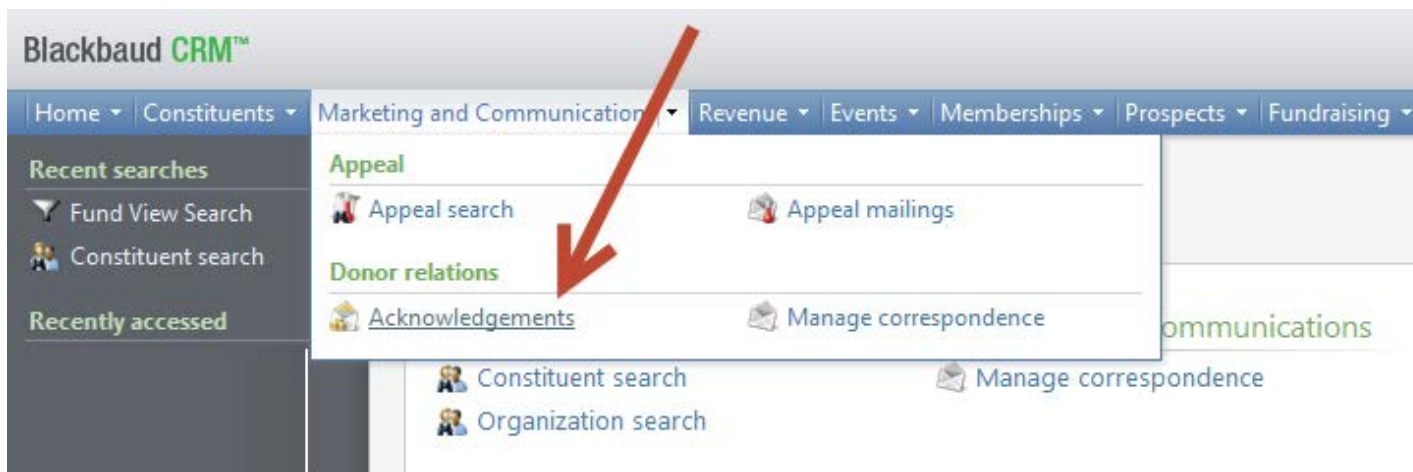 Blackbaud CRM™
Home Constituents Marketing and Communication Revenue Events Memberships Prospects Fundraising
Recent searches
Fund View Search
Constituent search
Recently accessed
Appeal
Appeal search Appeal mailings
Donor relations
Acknowledgements Manage correspondence
ommunications
Constituent search Manage correspondence
Organization search